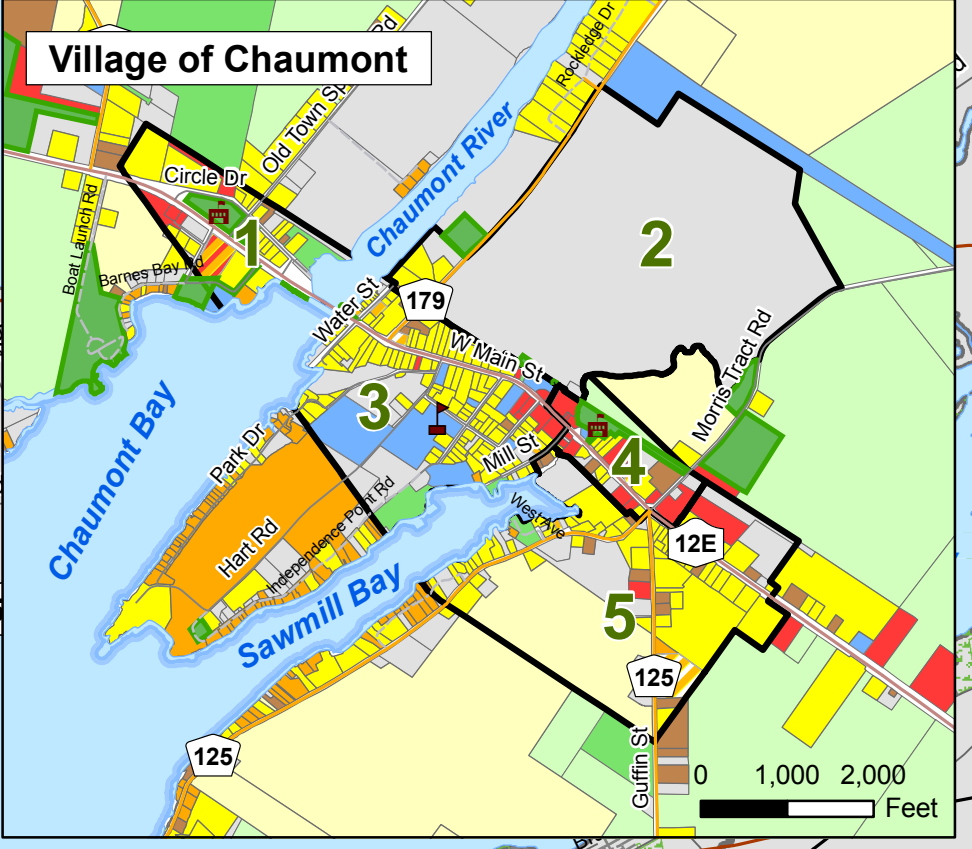 Village of Chaumont
Old Town Sp
Rd
Rockledge Dr
Circle Dr
Chaumont River
Boat Launch Rd
1
2
Barnes Bay Rd
Water St
179
W Main St
Morris Tract Rd
Chaumont Bay
3
Park Dr
Mill St
4
Hart Rd
Independence Point Rd
West Ave
12E
Sawmill Bay
5
125
125
Guffin St
0 1,000 2,000
Feet